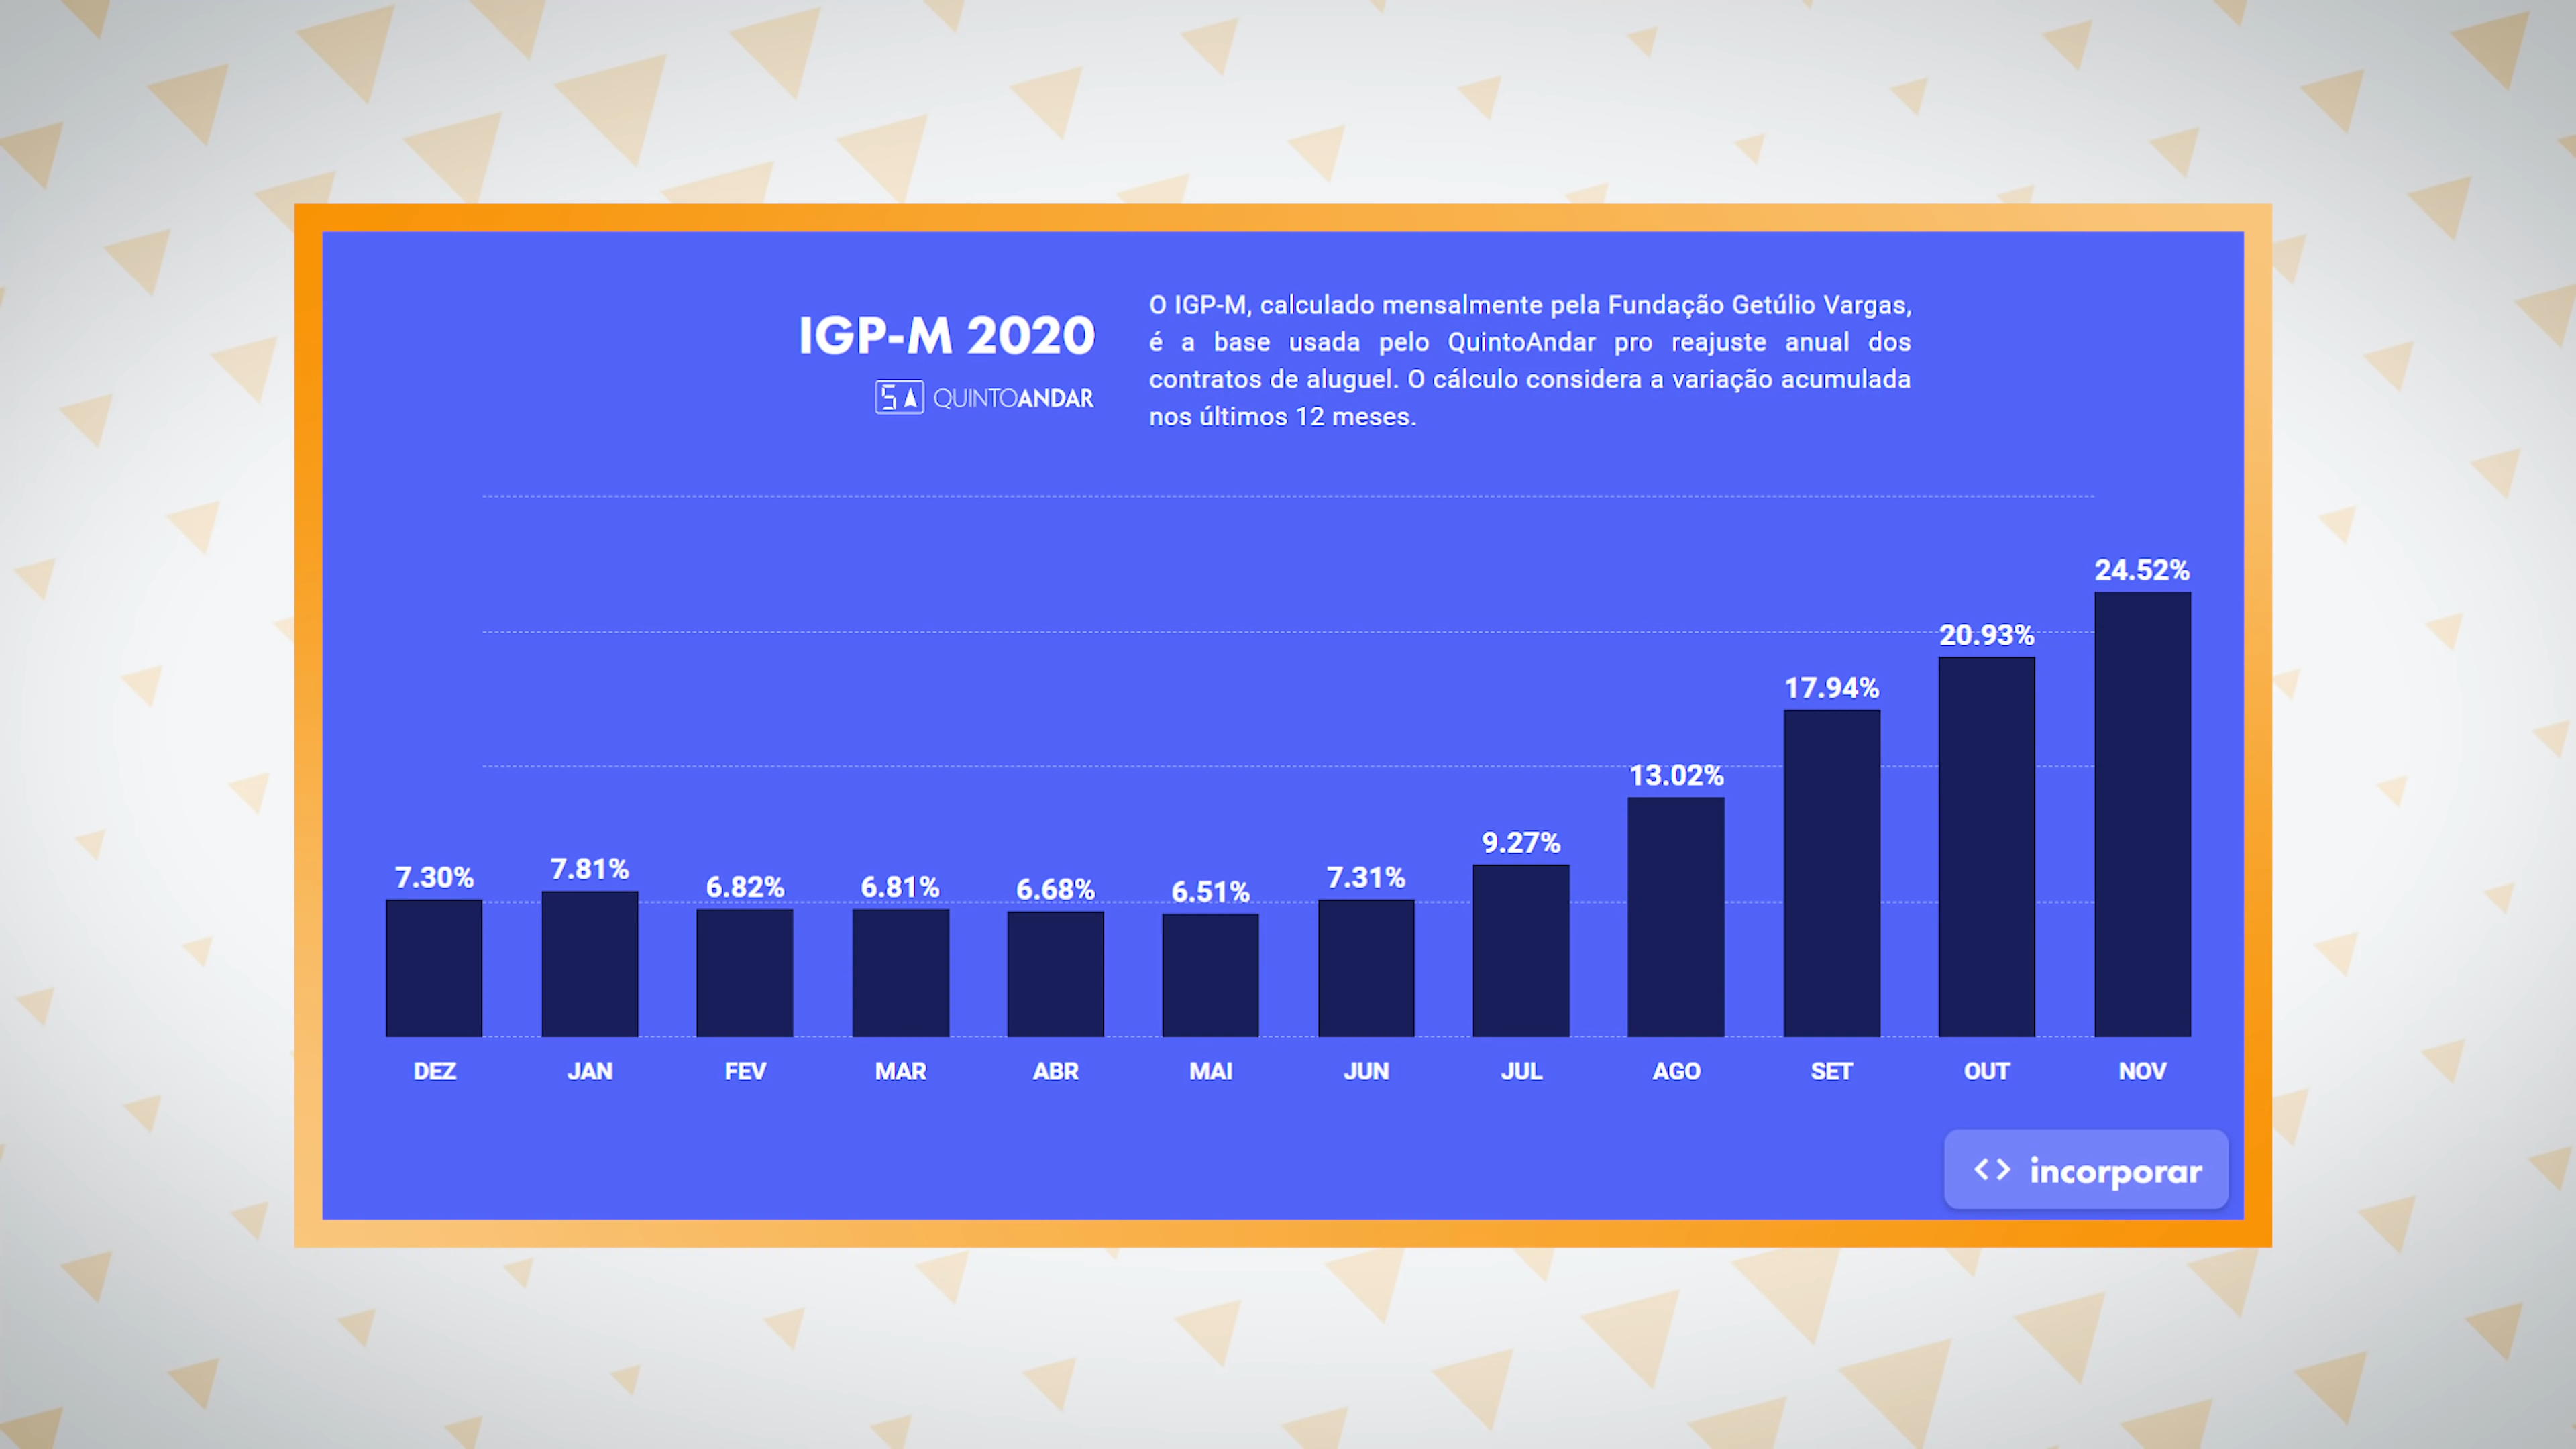 IGP-M 2020
5A QUINTOANDAR
O IGP-M, calculado mensalmente pela Fundação Getúlio Vargas,
é a base usada pelo QuintoAndar pro reajuste anual dos
contratos de aluguel. O cálculo considera a variação acumulada
nos últimos 12 meses.
7.30%
7.81%
6.82%
6.81%
6.68%
6.51%
7.31%
9.27%
13.02%
17.94%
20.93%
24.52%
DEZ
JAN
FEV
MAR
ABR
MAI
JUN
JUL
AGO
SET
OUT
NOV
<> incorporar